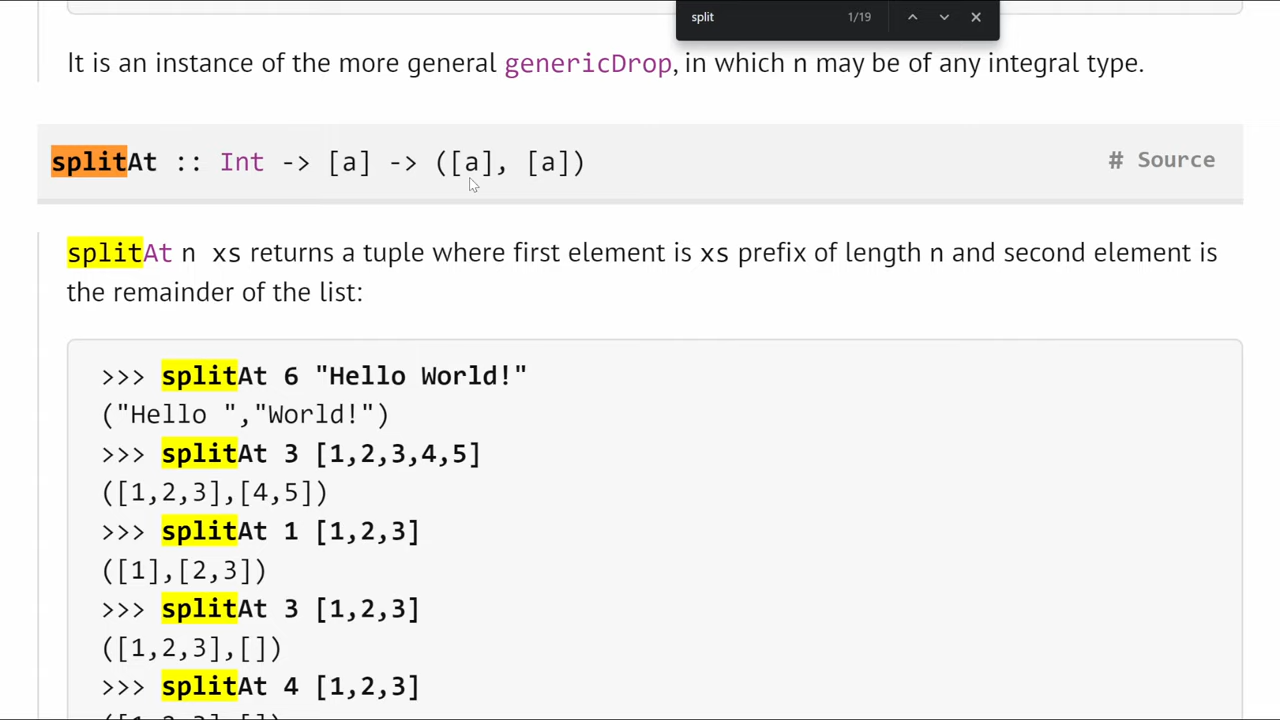 split 1/19
It is an instance of the more general genericDrop, in which n may be of any integral type.
splitAt :: Int -> [a] -> ([a], [a]) # Source
splitAt n xs returns a tuple where first element is xs prefix of length n and second element is
the remainder of the list:
>>> splitAt 6 "Hello World!"
("Hello ","World!")
>>> splitAt 3 [1,2,3,4,5]
([1,2,3],[4,5])
>>> splitAt 1 [1,2,3]
([1],[2,3])
>>> splitAt 3 [1,2,3]
([1,2,3],[])
>>> splitAt 4 [1,2,3]